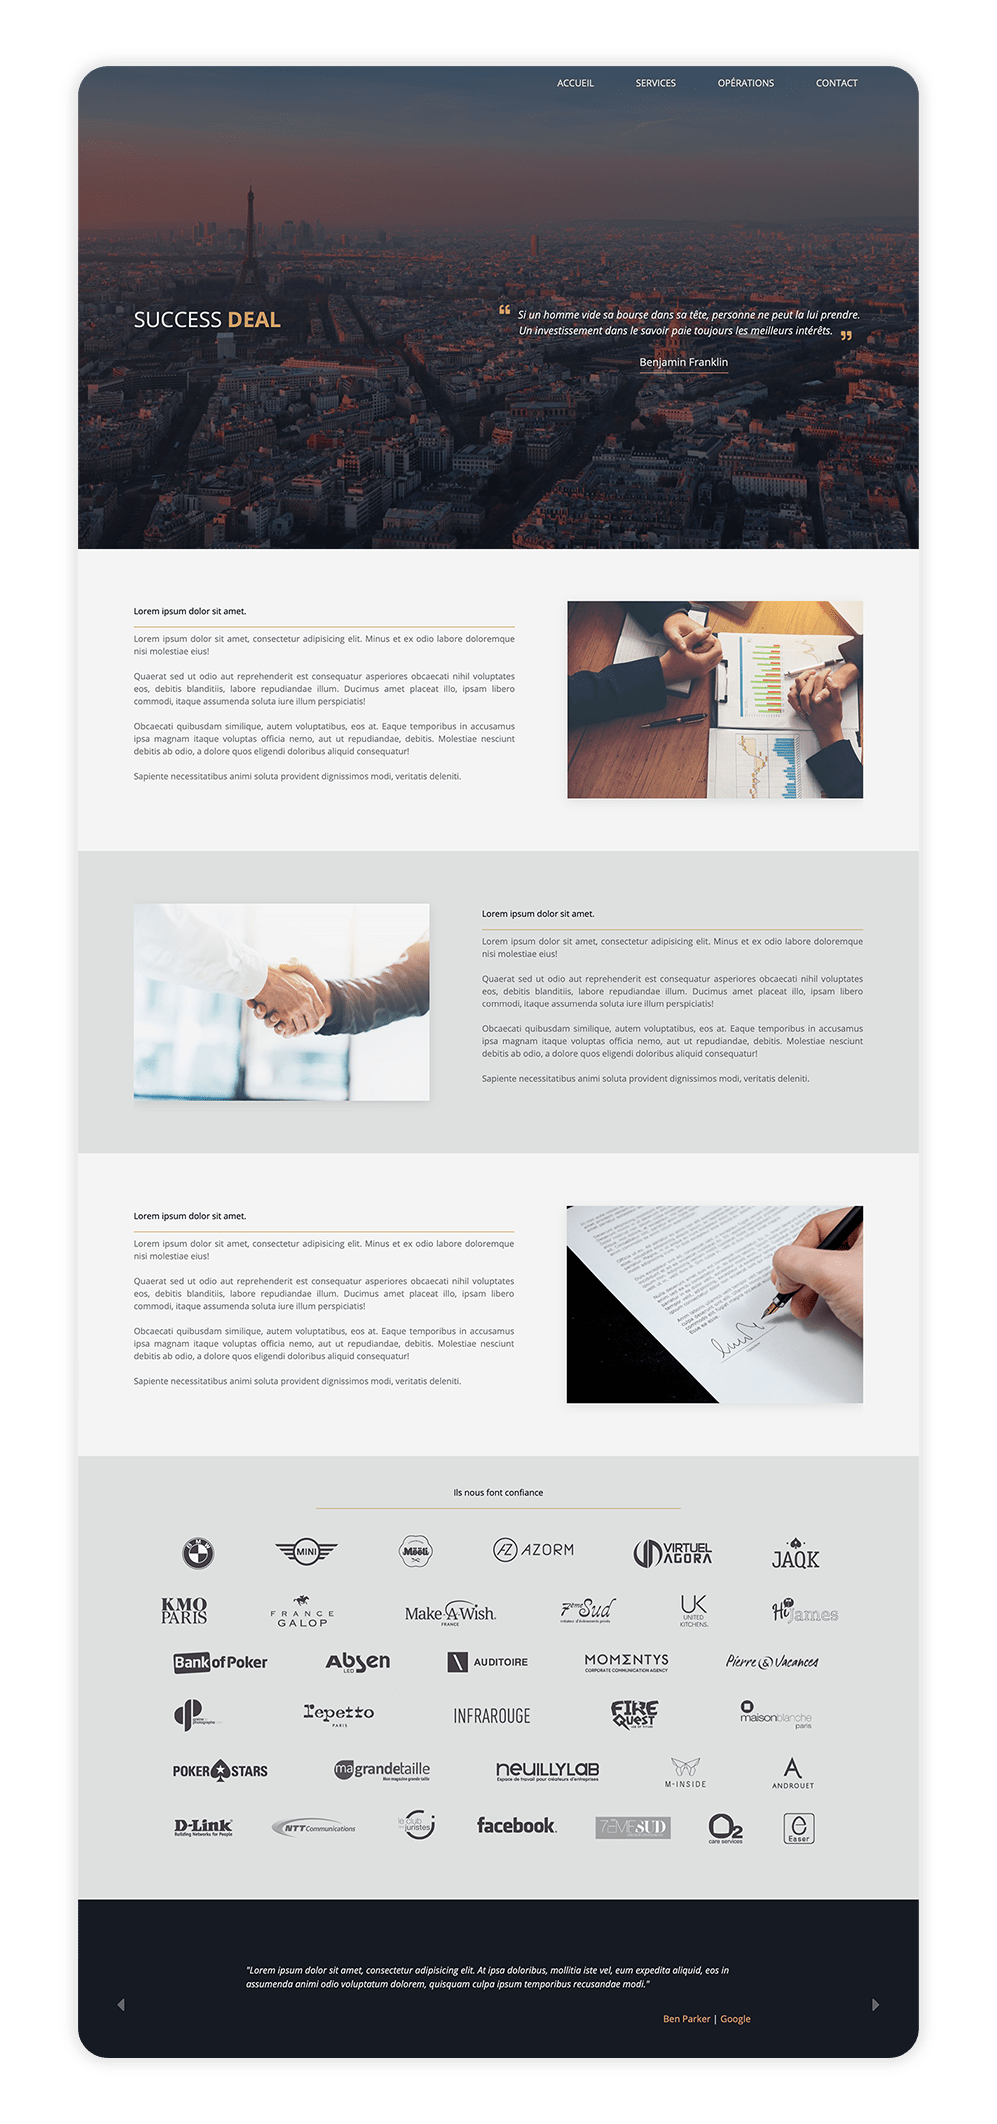 ACCUEIL SERVICES OPÉRATIONS CONTACT
SUCCESS DEAL
❝ Si un homme vide sa bourse dans sa tête, personne ne peut la lui prendre.
Un investissement dans le savoir paie toujours les meilleurs intérêts. ❞
Benjamin Franklin
Lorem ipsum dolor sit amet.
Lorem ipsum dolor sit amet, consectetur adipisicing elit. Minus et ex odio labore doloremque
nisi molestiae eius!
Quaerat sed ut odio aut reprehenderit est consequatur asperiores obcaecati nihil voluptates
eos, debitis blanditiis, labore repudiandae illum. Ducimus amet placeat illo, ipsam libero
commodi, itaque assumenda soluta iure illum perspiciatis!
Obcaecati quibusdam similique, autem voluptatibus, eos at. Eaque temporibus in accusamus
ipsa magnam itaque voluptas officia nemo, aut ut repudiandae, debitis. Molestiae nesciunt
debitis ab odio, a dolore quos eligendi doloribus aliquid consequatur!
Sapiente necessitatibus animi soluta provident dignissimos modi, veritatis deleniti.
Lorem ipsum dolor sit amet.
Lorem ipsum dolor sit amet, consectetur adipisicing elit. Minus et ex odio labore doloremque
nisi molestiae eius!
Quaerat sed ut odio aut reprehenderit est consequatur asperiores obcaecati nihil voluptates
eos, debitis blanditiis, labore repudiandae illum. Ducimus amet placeat illo, ipsam libero
commodi, itaque assumenda soluta iure illum perspiciatis!
Obcaecati quibusdam similique, autem voluptatibus, eos at. Eaque temporibus in accusamus
ipsa magnam itaque voluptas officia nemo, aut ut repudiandae, debitis. Molestiae nesciunt
debitis ab odio, a dolore quos eligendi doloribus aliquid consequatur!
Sapiente necessitatibus animi soluta provident dignissimos modi, veritatis deleniti.
Lorem ipsum dolor sit amet.
Lorem ipsum dolor sit amet, consectetur adipisicing elit. Minus et ex odio labore doloremque
nisi molestiae eius!
Quaerat sed ut odio aut reprehenderit est consequatur asperiores obcaecati nihil voluptates
eos, debitis blanditiis, labore repudiandae illum. Ducimus amet placeat illo, ipsam libero
commodi, itaque assumenda soluta iure illum perspiciatis!
Obcaecati quibusdam similique, autem voluptatibus, eos at. Eaque temporibus in accusamus
ipsa magnam itaque voluptas officia nemo, aut ut repudiandae, debitis. Molestiae nesciunt
debitis ab odio, a dolore quos eligendi doloribus aliquid consequatur!
Sapiente necessitatibus animi soluta provident dignissimos modi, veritatis deleniti.
Ils nous font confiance
BMW
MINI
Meeli
AZ AZORM
VIRTUEL
AGORA
JAQK
KMO
PARIS
FRANCE
GALOP
Make-A-Wish.
FRANCE
7ème Sud
créateur d'évènements privés
UK
UNITED
KITCHENS.
Hi James
Bank of Poker
Absen
LED
AUDITOIRE
MOMENTYS
CORPORATE COMMUNICATION AGENCY
Pierre & Vacances
repetto
PARIS
INFRAROUGE
FIRE
QUEST
maisonblanche
paris
POKER STARS
magrandetaille
Mon magazine grande taille
NEUILLYLAB
Espace de travail pour créateurs d'entreprises
M-INSIDE
ANDROUET
D-Link
Building Networks for People
NTT Communications
le club
des juristes
facebook.
7ÈMESUD
O2
care services
e
Easer
"Lorem ipsum dolor sit amet, consectetur adipisicing elit. At ipsa doloribus, mollitia iste vel, eum expedita aliquid, eos in
assumenda animi odio voluptatum dolorem, quisquam culpa ipsum temporibus recusandae modi."
Ben Parker | Google